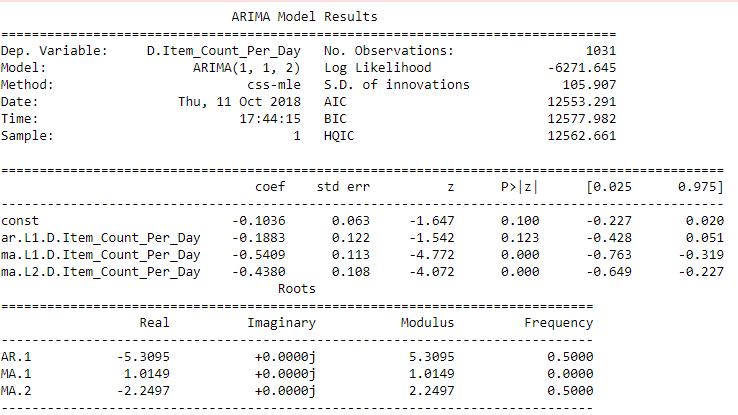 ARIMA Model Results
==============================================================================
Dep. Variable: D.Item_Count_Per_Day No. Observations: 1031
Model: ARIMA(1, 1, 2) Log Likelihood -6271.645
Method: css-mle S.D. of innovations 105.907
Date: Thu, 11 Oct 2018 AIC 12553.291
Time: 17:44:15 BIC 12577.982
Sample: 1 HQIC 12562.661
==============================================================================
coef std err z P>|z| [0.025 0.975]
------------------------------------------------------------------------------
const -0.1036 0.063 -1.647 0.100 -0.227 0.020
ar.L1.D.Item_Count_Per_Day -0.1883 0.122 -1.542 0.123 -0.428 0.051
ma.L1.D.Item_Count_Per_Day -0.5409 0.113 -4.772 0.000 -0.763 -0.319
ma.L2.D.Item_Count_Per_Day -0.4380 0.108 -4.072 0.000 -0.649 -0.227
Roots
==============================================================================
Real Imaginary Modulus Frequency
------------------------------------------------------------------------------
AR.1 -5.3095 +0.0000j 5.3095 0.5000
MA.1 1.0149 +0.0000j 1.0149 0.0000
MA.2 -2.2497 +0.0000j 2.2497 0.5000
------------------------------------------------------------------------------